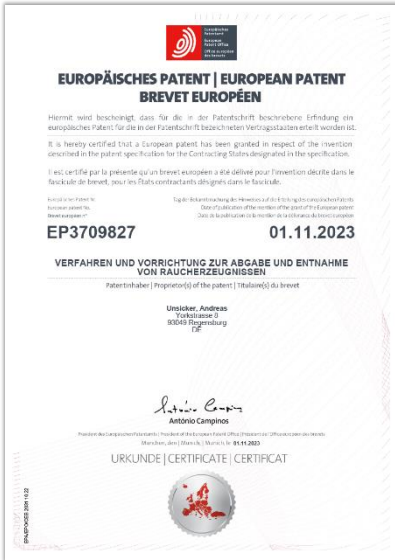 Europäisches
Patentamt
European
Patent Office
Office européen
des brevets
EUROPÄISCHES PATENT | EUROPEAN PATENT
BREVET EUROPÉEN
Hiermit wird bescheinigt, dass für die in der Patentschrift beschriebene Erfindung ein
europäisches Patent für die in der Patentschrift bezeichneten Vertragsstaaten erteilt worden ist.
It is hereby certified that a European patent has been granted in respect of the invention
described in the patent specification for the Contracting States designated in the specification.
Il est certifié par la présente qu'un brevet européen a été délivré pour l'invention décrite dans le
fascicule de brevet, pour les États contractants désignés dans le fascicule.
Europäisches Patent Nr.
European patent No.
Brevet européen n°
Tag der Bekanntmachung des Hinweises auf die Erteilung des europäischen Patents
Date of publication of the mention of the grant of the European patent
Date de la publication de la mention de la délivrance du brevet européen
EP3709827
01.11.2023
VERFAHREN UND VORRICHTUNG ZUR ABGABE UND ENTNAHME
VON RAUCHERZEUGNISSEN
Patentinhaber | Proprietor(s) of the patent | Titulaire(s) du brevet
Unsicker, Andreas
Yorkstrasse 8
93049 Regensburg
DE
António Campinos
António Campinos
Präsident des Europäischen Patentamts | President of the European Patent Office | Président de l'Office européen des brevets
München, den | Munich, | Munich, le 01.11.2023
URKUNDE | CERTIFICATE | CERTIFICAT